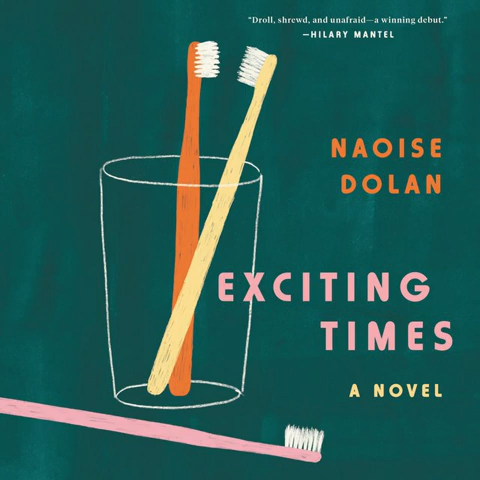 "Droll, shrewd, and unafraid—a winning debut."
—HILARY MANTEL
NAOISE
DOLAN
EXCITING
TIMES
A NOVEL